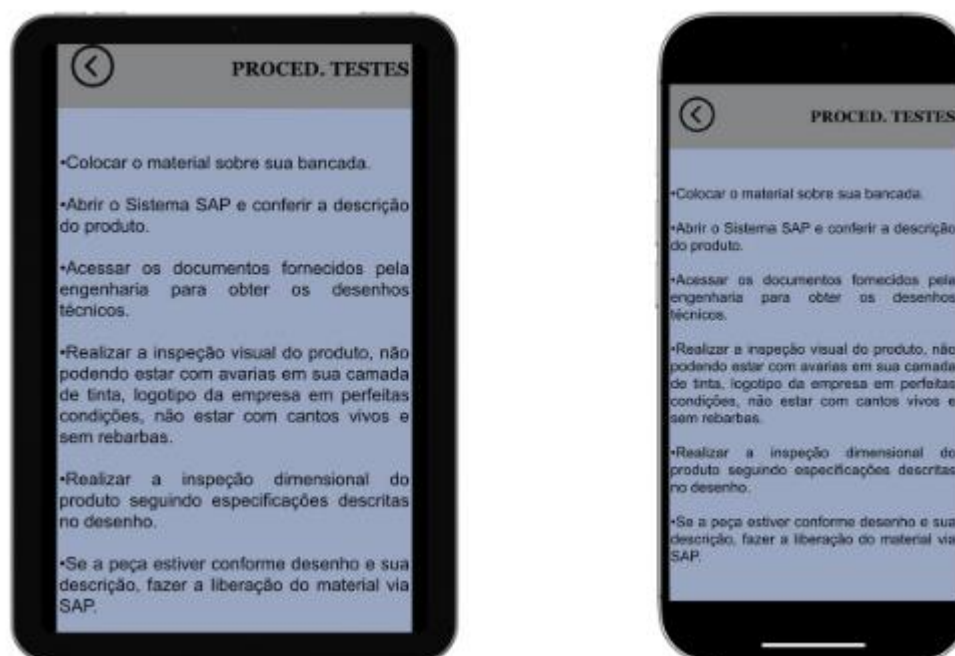 PROCED. TESTES
•Colocar o material sobre sua bancada.
•Abrir o Sistema SAP e conferir a descrição
do produto.
•Acessar os documentos fornecidos pela
engenharia para obter os desenhos
técnicos.
•Realizar a inspeção visual do produto, não
podendo estar com avarias em sua camada
de tinta, logotipo da empresa em perfeitas
condições, não estar com cantos vivos e
sem rebarbas.
•Realizar a inspeção dimensional do
produto seguindo especificações descritas
no desenho.
•Se a peça estiver conforme desenho e sua
descrição, fazer a liberação do material via
SAP.
PROCED. TESTES
•Colocar o material sobre sua bancada.
•Abrir o Sistema SAP e conferir a descrição
do produto.
•Acessar os documentos fornecidos pela
engenharia para obter os desenhos
técnicos.
•Realizar a inspeção visual do produto, não
podendo estar com avarias em sua camada
de tinta, logotipo da empresa em perfeitas
condições, não estar com cantos vivos e
sem rebarbas.
•Realizar a inspeção dimensional do
produto seguindo especificações descritas
no desenho.
•Se a peça estiver conforme desenho e sua
descrição, fazer a liberação do material via
SAP.